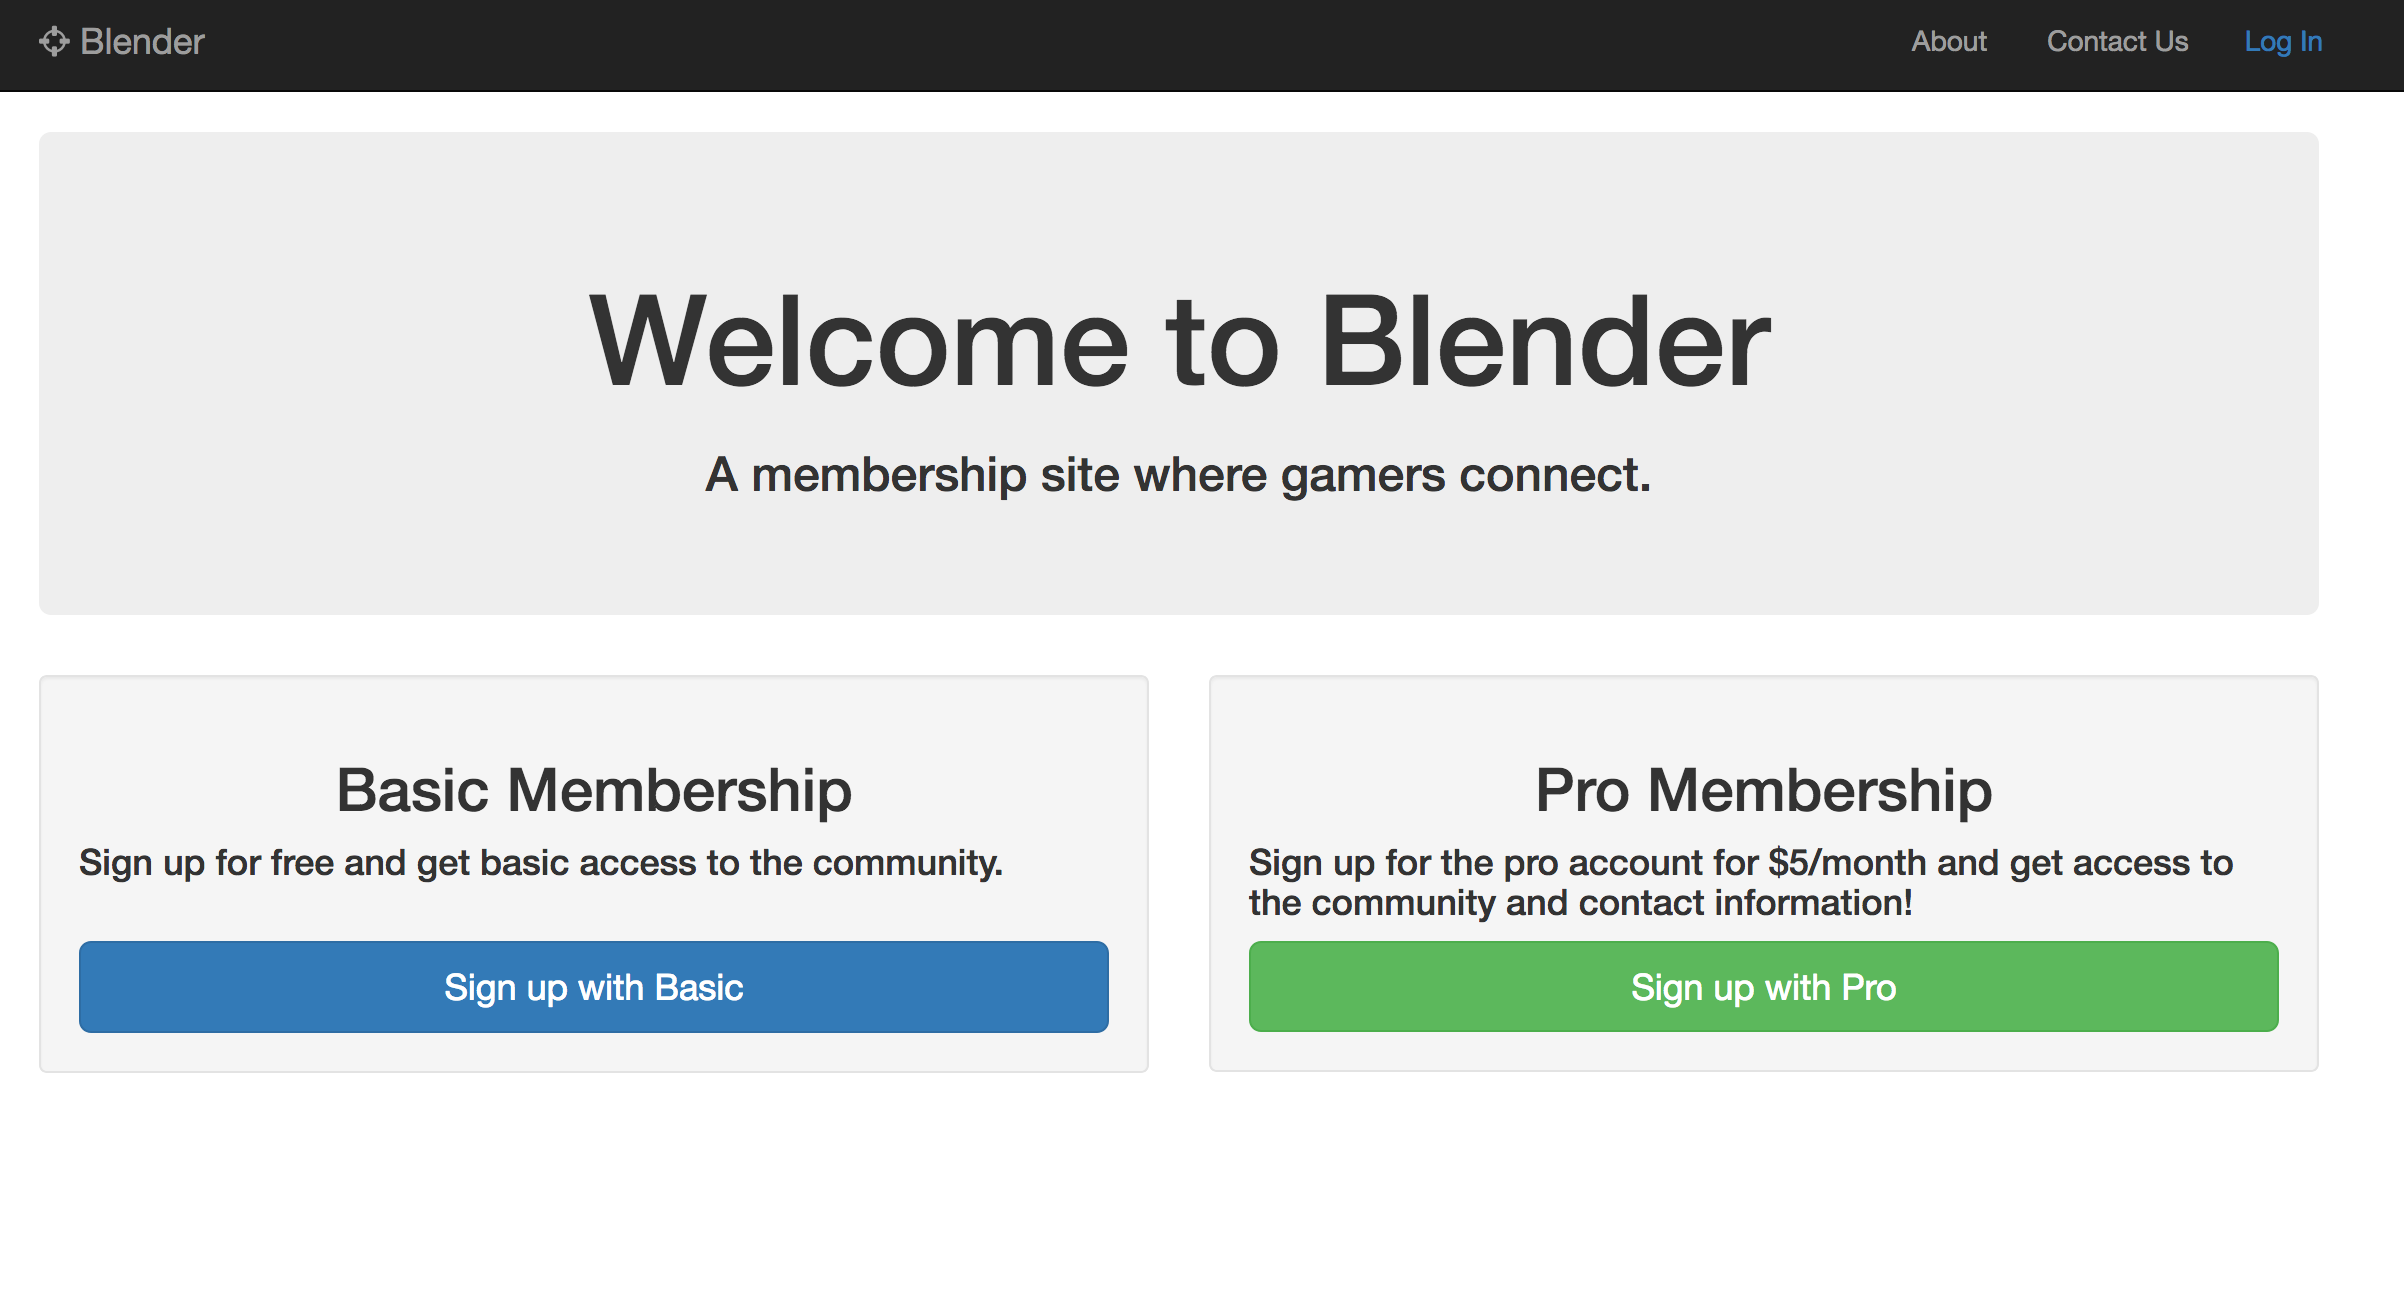 Blender
About
Contact Us
Log In
Welcome to Blender
A membership site where gamers connect.
Basic Membership
Sign up for free and get basic access to the community.
Sign up with Basic
Pro Membership
Sign up for the pro account for $5/month and get access to
the community and contact information!
Sign up with Pro